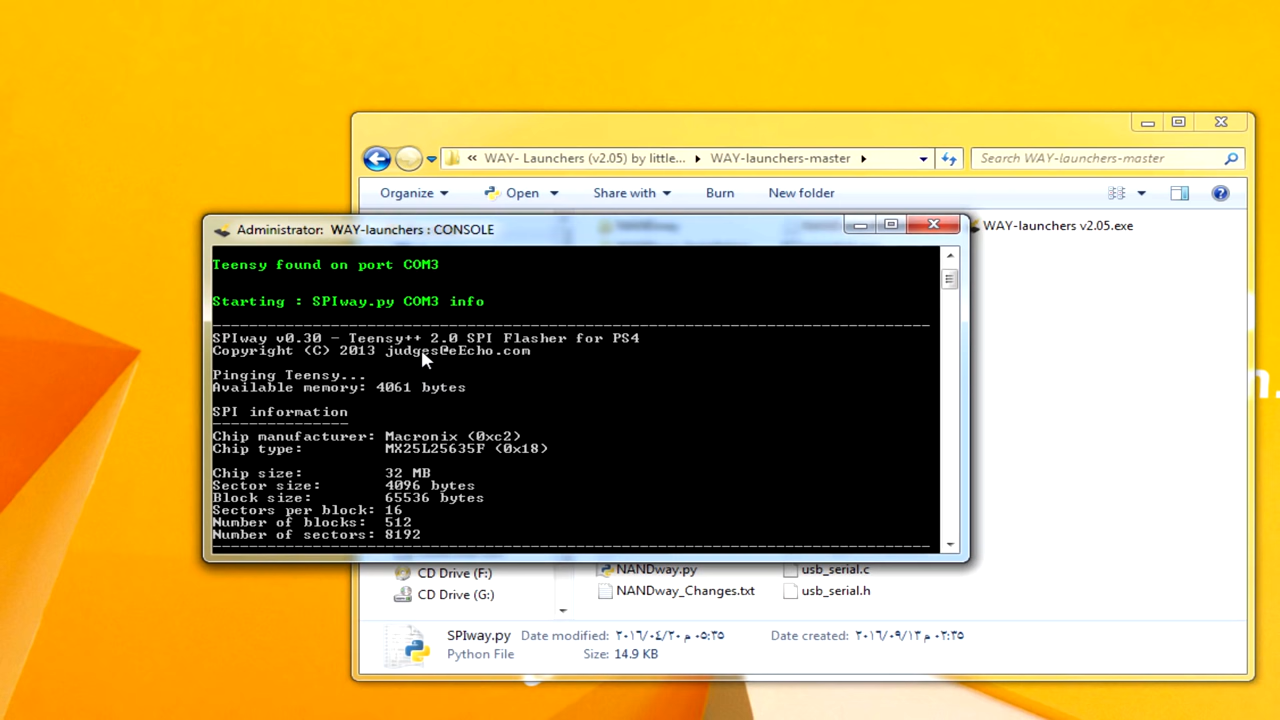 « WAY- Launchers (v2.05) by little... ▸ WAY-launchers-master ▸
Search WAY-launchers-master
Organize
Open
Share with
Burn
New folder
WAY-launchers v2.05.exe
Administrator: WAY-launchers : CONSOLE
Teensy found on port COM3
Starting : SPIway.py COM3 info
SPIway v0.30 - Teensy++ 2.0 SPI Flasher for PS4
Copyright (C) 2013 judges@eEcho.com
Pinging Teensy...
Available memory: 4061 bytes
SPI information
Chip manufacturer: Macronix (0xc2)
Chip type: MX25L25635F (0x18)
Chip size: 32 MB
Sector size: 4096 bytes
Block size: 65536 bytes
Sectors per block: 16
Number of blocks: 512
Number of sectors: 8192
CD Drive (F:)
NANDway.py
usb_serial.c
CD Drive (G:)
NANDway_Changes.txt
usb_serial.h
SPIway.py Date modified: ٢٠١٦/٠٤/٢٠ م ٠٥:٣٥ Date created: ٢٠١٦/٠٩/١٣ م ٠٢:٣٥
Python File Size: 14.9 KB